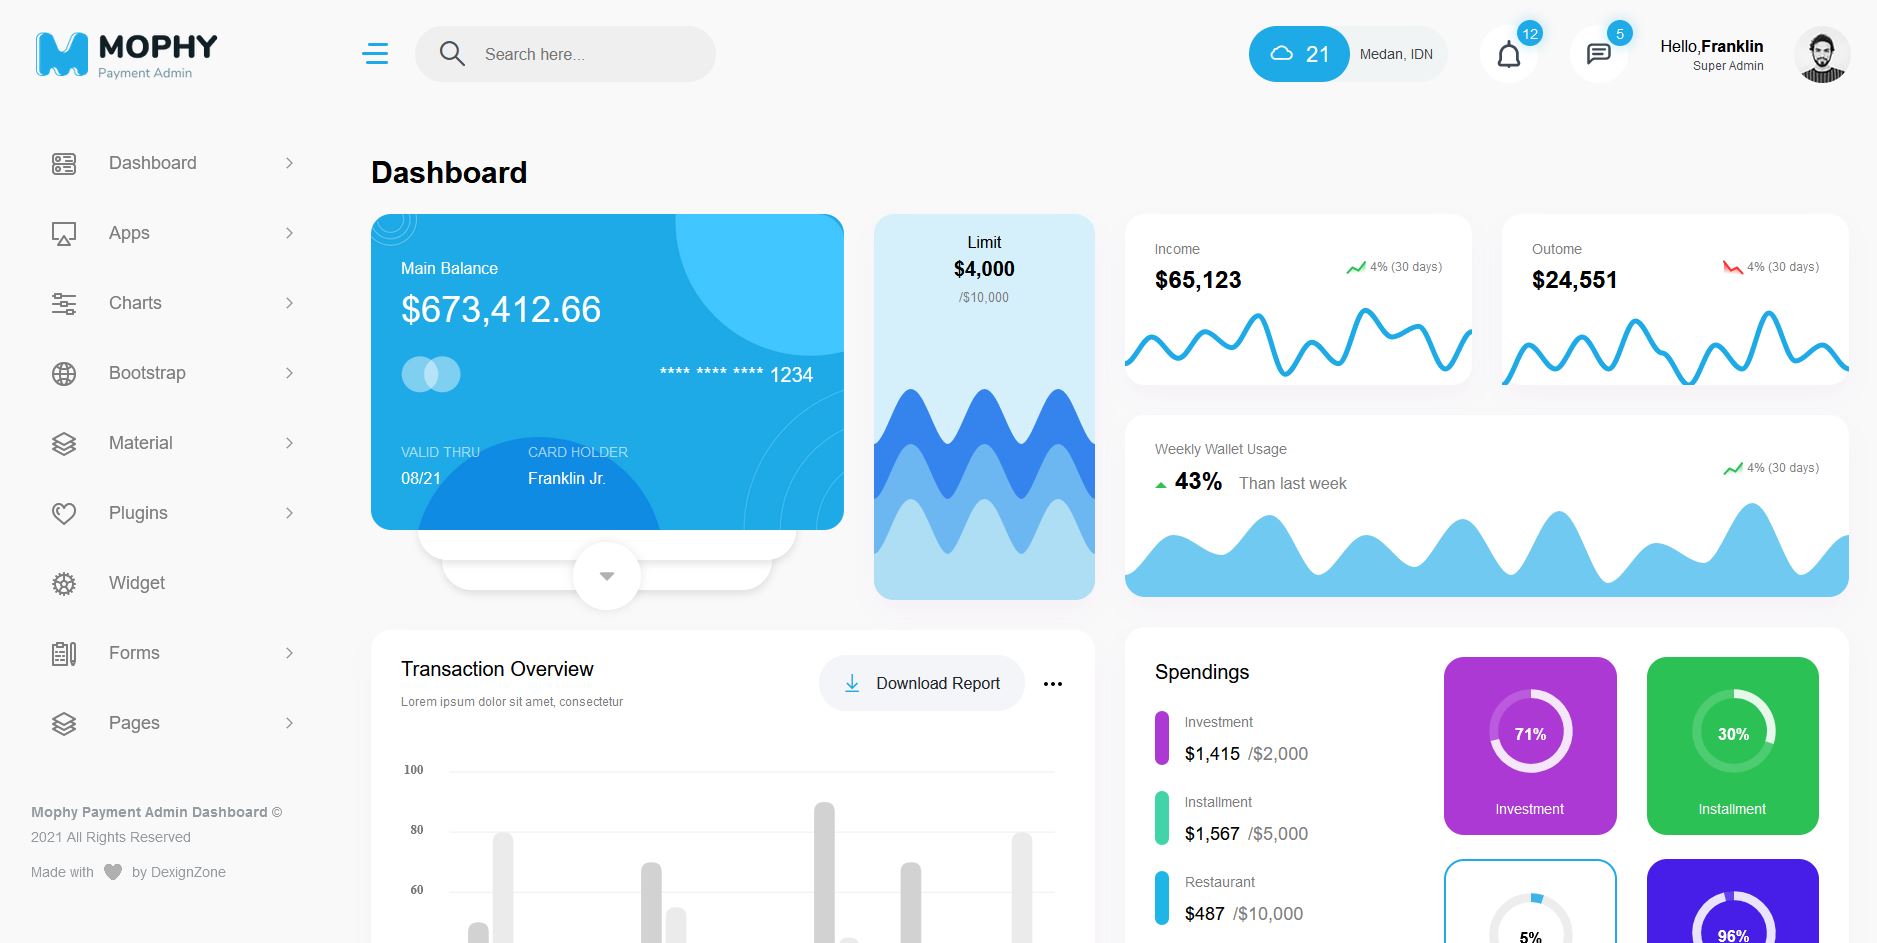 MOPHY
Payment Admin
Search here...
21
Medan, IDN
12
5
Hello,Franklin
Super Admin
Dashboard
Apps
Charts
Bootstrap
Material
Plugins
Widget
Forms
Pages
Mophy Payment Admin Dashboard ©
2021 All Rights Reserved
Made with by DexignZone
Dashboard
Main Balance
$673,412.66
**** **** **** 1234
VALID THRU
08/21
CARD HOLDER
Franklin Jr.
Limit
$4,000
/$10,000
Income
$65,123
4% (30 days)
Outome
$24,551
4% (30 days)
Weekly Wallet Usage
43% Than last week
4% (30 days)
Transaction Overview
Lorem ipsum dolor sit amet, consectetur
Download Report
100
80
60
Spendings
Investment
$1,415 /$2,000
Installment
$1,567 /$5,000
Restaurant
$487 /$10,000
71%
Investment
30%
Installment
5%
96%